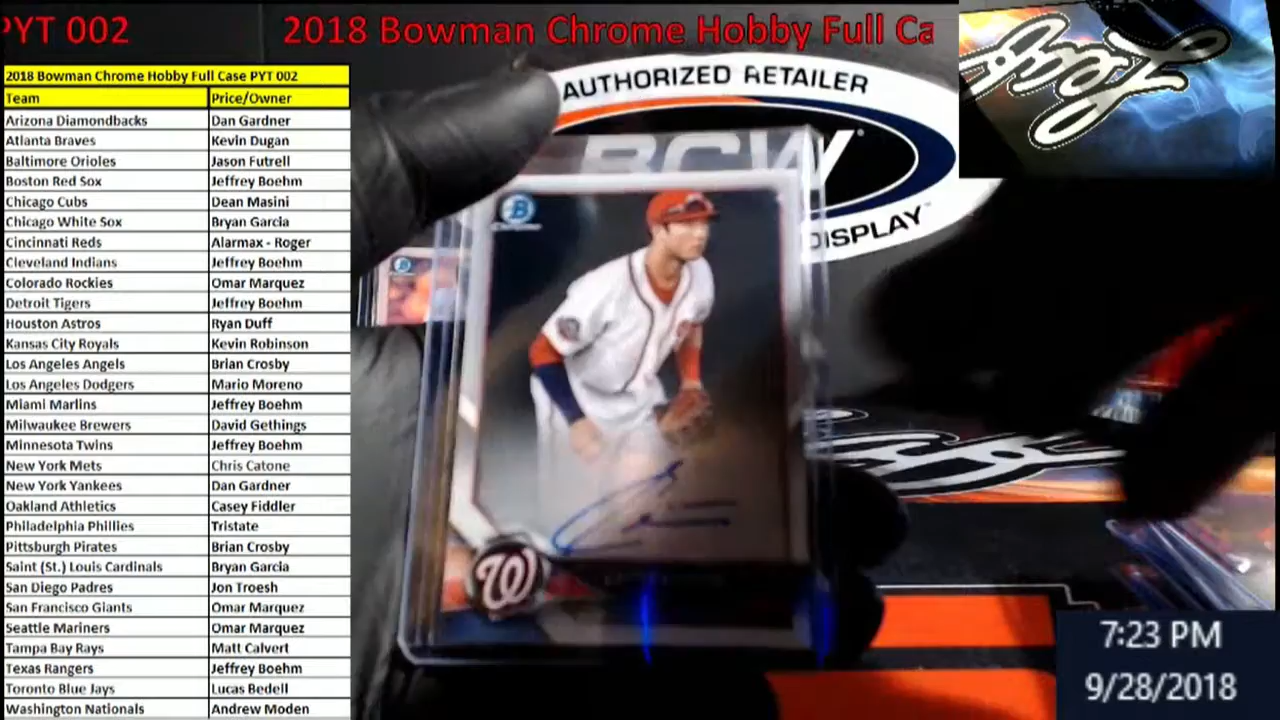 PYT 002
2018 Bowman Chrome Hobby Full Ca
2018 Bowman Chrome Hobby Full Case PYT 002
Team Price/Owner
Arizona Diamondbacks Dan Gardner
Atlanta Braves Kevin Dugan
Baltimore Orioles Jason Futrell
Boston Red Sox Jeffrey Boehm
Chicago Cubs Dean Masini
Chicago White Sox Bryan Garcia
Cincinnati Reds Alarmax - Roger
Cleveland Indians Jeffrey Boehm
Colorado Rockies Omar Marquez
Detroit Tigers Jeffrey Boehm
Houston Astros Ryan Duff
Kansas City Royals Kevin Robinson
Los Angeles Angels Brian Crosby
Los Angeles Dodgers Mario Moreno
Miami Marlins Jeffrey Boehm
Milwaukee Brewers David Gethings
Minnesota Twins Jeffrey Boehm
New York Mets Chris Catone
New York Yankees Dan Gardner
Oakland Athletics Casey Fiddler
Philadelphia Phillies Tristate
Pittsburgh Pirates Brian Crosby
Saint (St.) Louis Cardinals Bryan Garcia
San Diego Padres Jon Troesh
San Francisco Giants Omar Marquez
Seattle Mariners Omar Marquez
Tampa Bay Rays Matt Calvert
Texas Rangers Jeffrey Boehm
Toronto Blue Jays Lucas Bedell
Washington Nationals Andrew Moden
AUTHORIZED RETAILER
BCW
DISPLAY
B
W
7:23 PM
9/28/2018